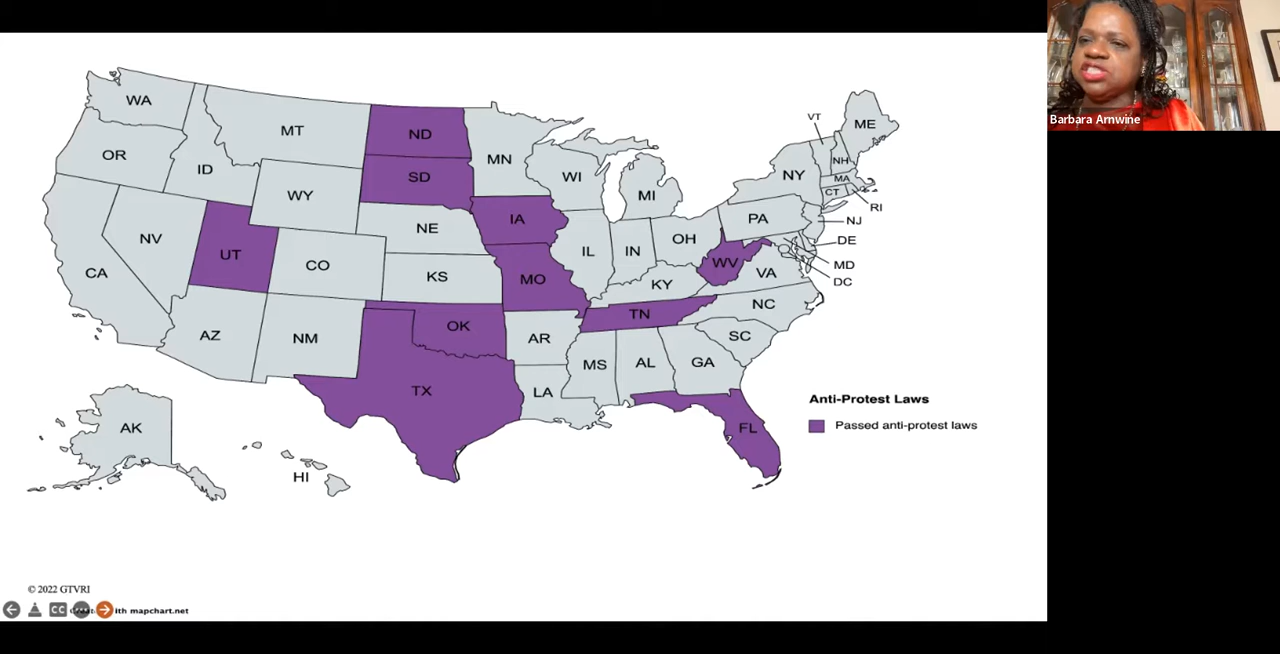 Barbara Arnwine
WA
MT
ND
MN
VT
ME
OR
ID
WY
SD
WI
MI
NY
NH
MA
CT
RI
NV
UT
CO
NE
IA
IL
IN
OH
PA
NJ
DE
MD
DC
CA
KS
MO
KY
WV
VA
AZ
NM
OK
AR
TN
NC
SC
TX
LA
MS
AL
GA
FL
AK
HI
Anti-Protest Laws
Passed anti-protest laws
© 2022 GTVRI
CC
ith mapchart.net